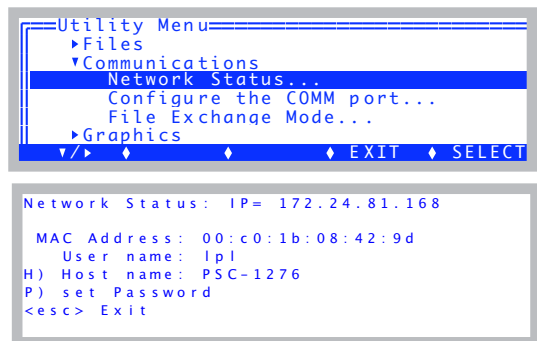 Utility Menu
▸Files
▾Communications
Network Status...
Configure the COMM port...
File Exchange Mode...
▸Graphics
▾/▸ ♦ ♦ ♦ EXIT ♦ SELECT
Network Status: IP= 172.24.81.168
MAC Address: 00:c0:1b:08:42:9d
User name: lpl
H) Host name: PSC-1276
P) set Password
<esc> Exit